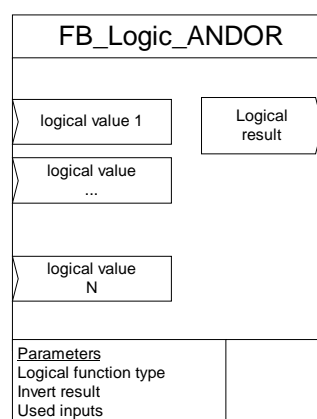 FB_Logic_ANDOR
logical value 1
Logical
result
logical value
...
logical value
N
Parameters
Logical function type
Invert result
Used inputs